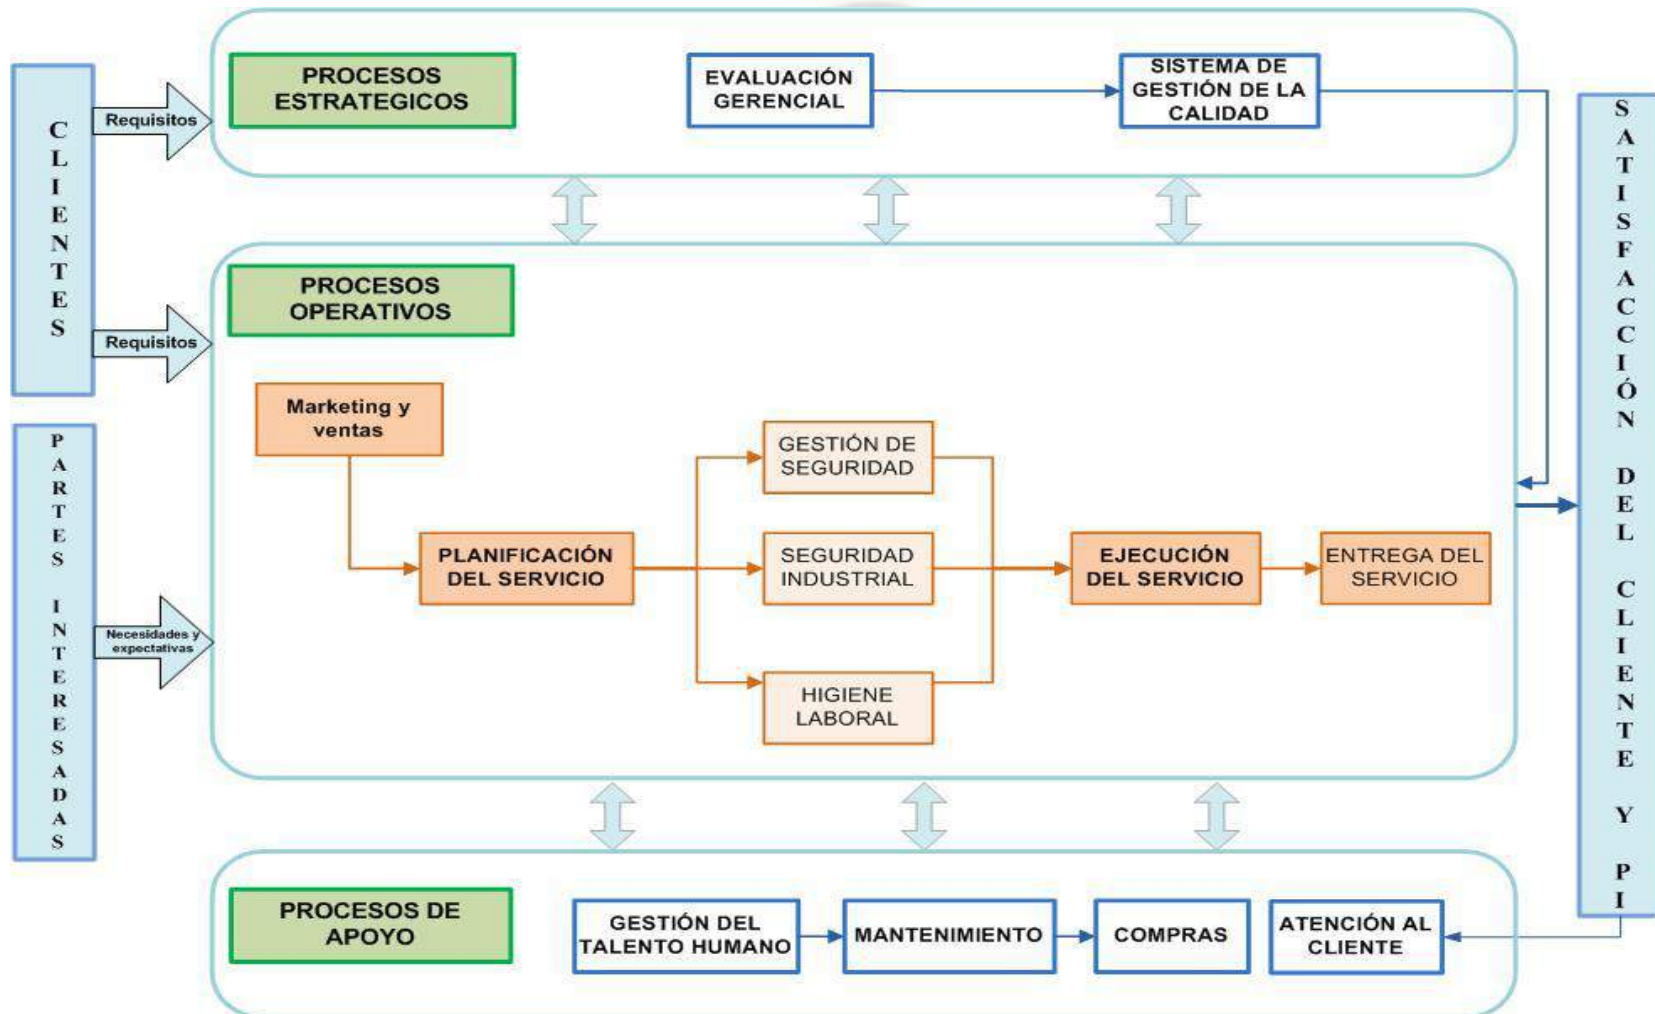 CLIENTES
Requisitos
PROCESOS
ESTRATEGICOS
EVALUACIÓN
GERENCIAL
SISTEMA DE
GESTIÓN DE LA
CALIDAD
SATISFACCIÓN DEL CLIENTE Y PI
PROCESOS
OPERATIVOS
Requisitos
Marketing y
ventas
PLANIFICACIÓN
DEL SERVICIO
GESTIÓN DE
SEGURIDAD
SEGURIDAD
INDUSTRIAL
HIGIENE
LABORAL
EJECUCIÓN
DEL SERVICIO
ENTREGA DEL
SERVICIO
PARTES INTERESADAS
Necesidades y
expectativas
PROCESOS DE
APOYO
GESTIÓN DEL
TALENTO HUMANO
MANTENIMIENTO
COMPRAS
ATENCIÓN AL
CLIENTE